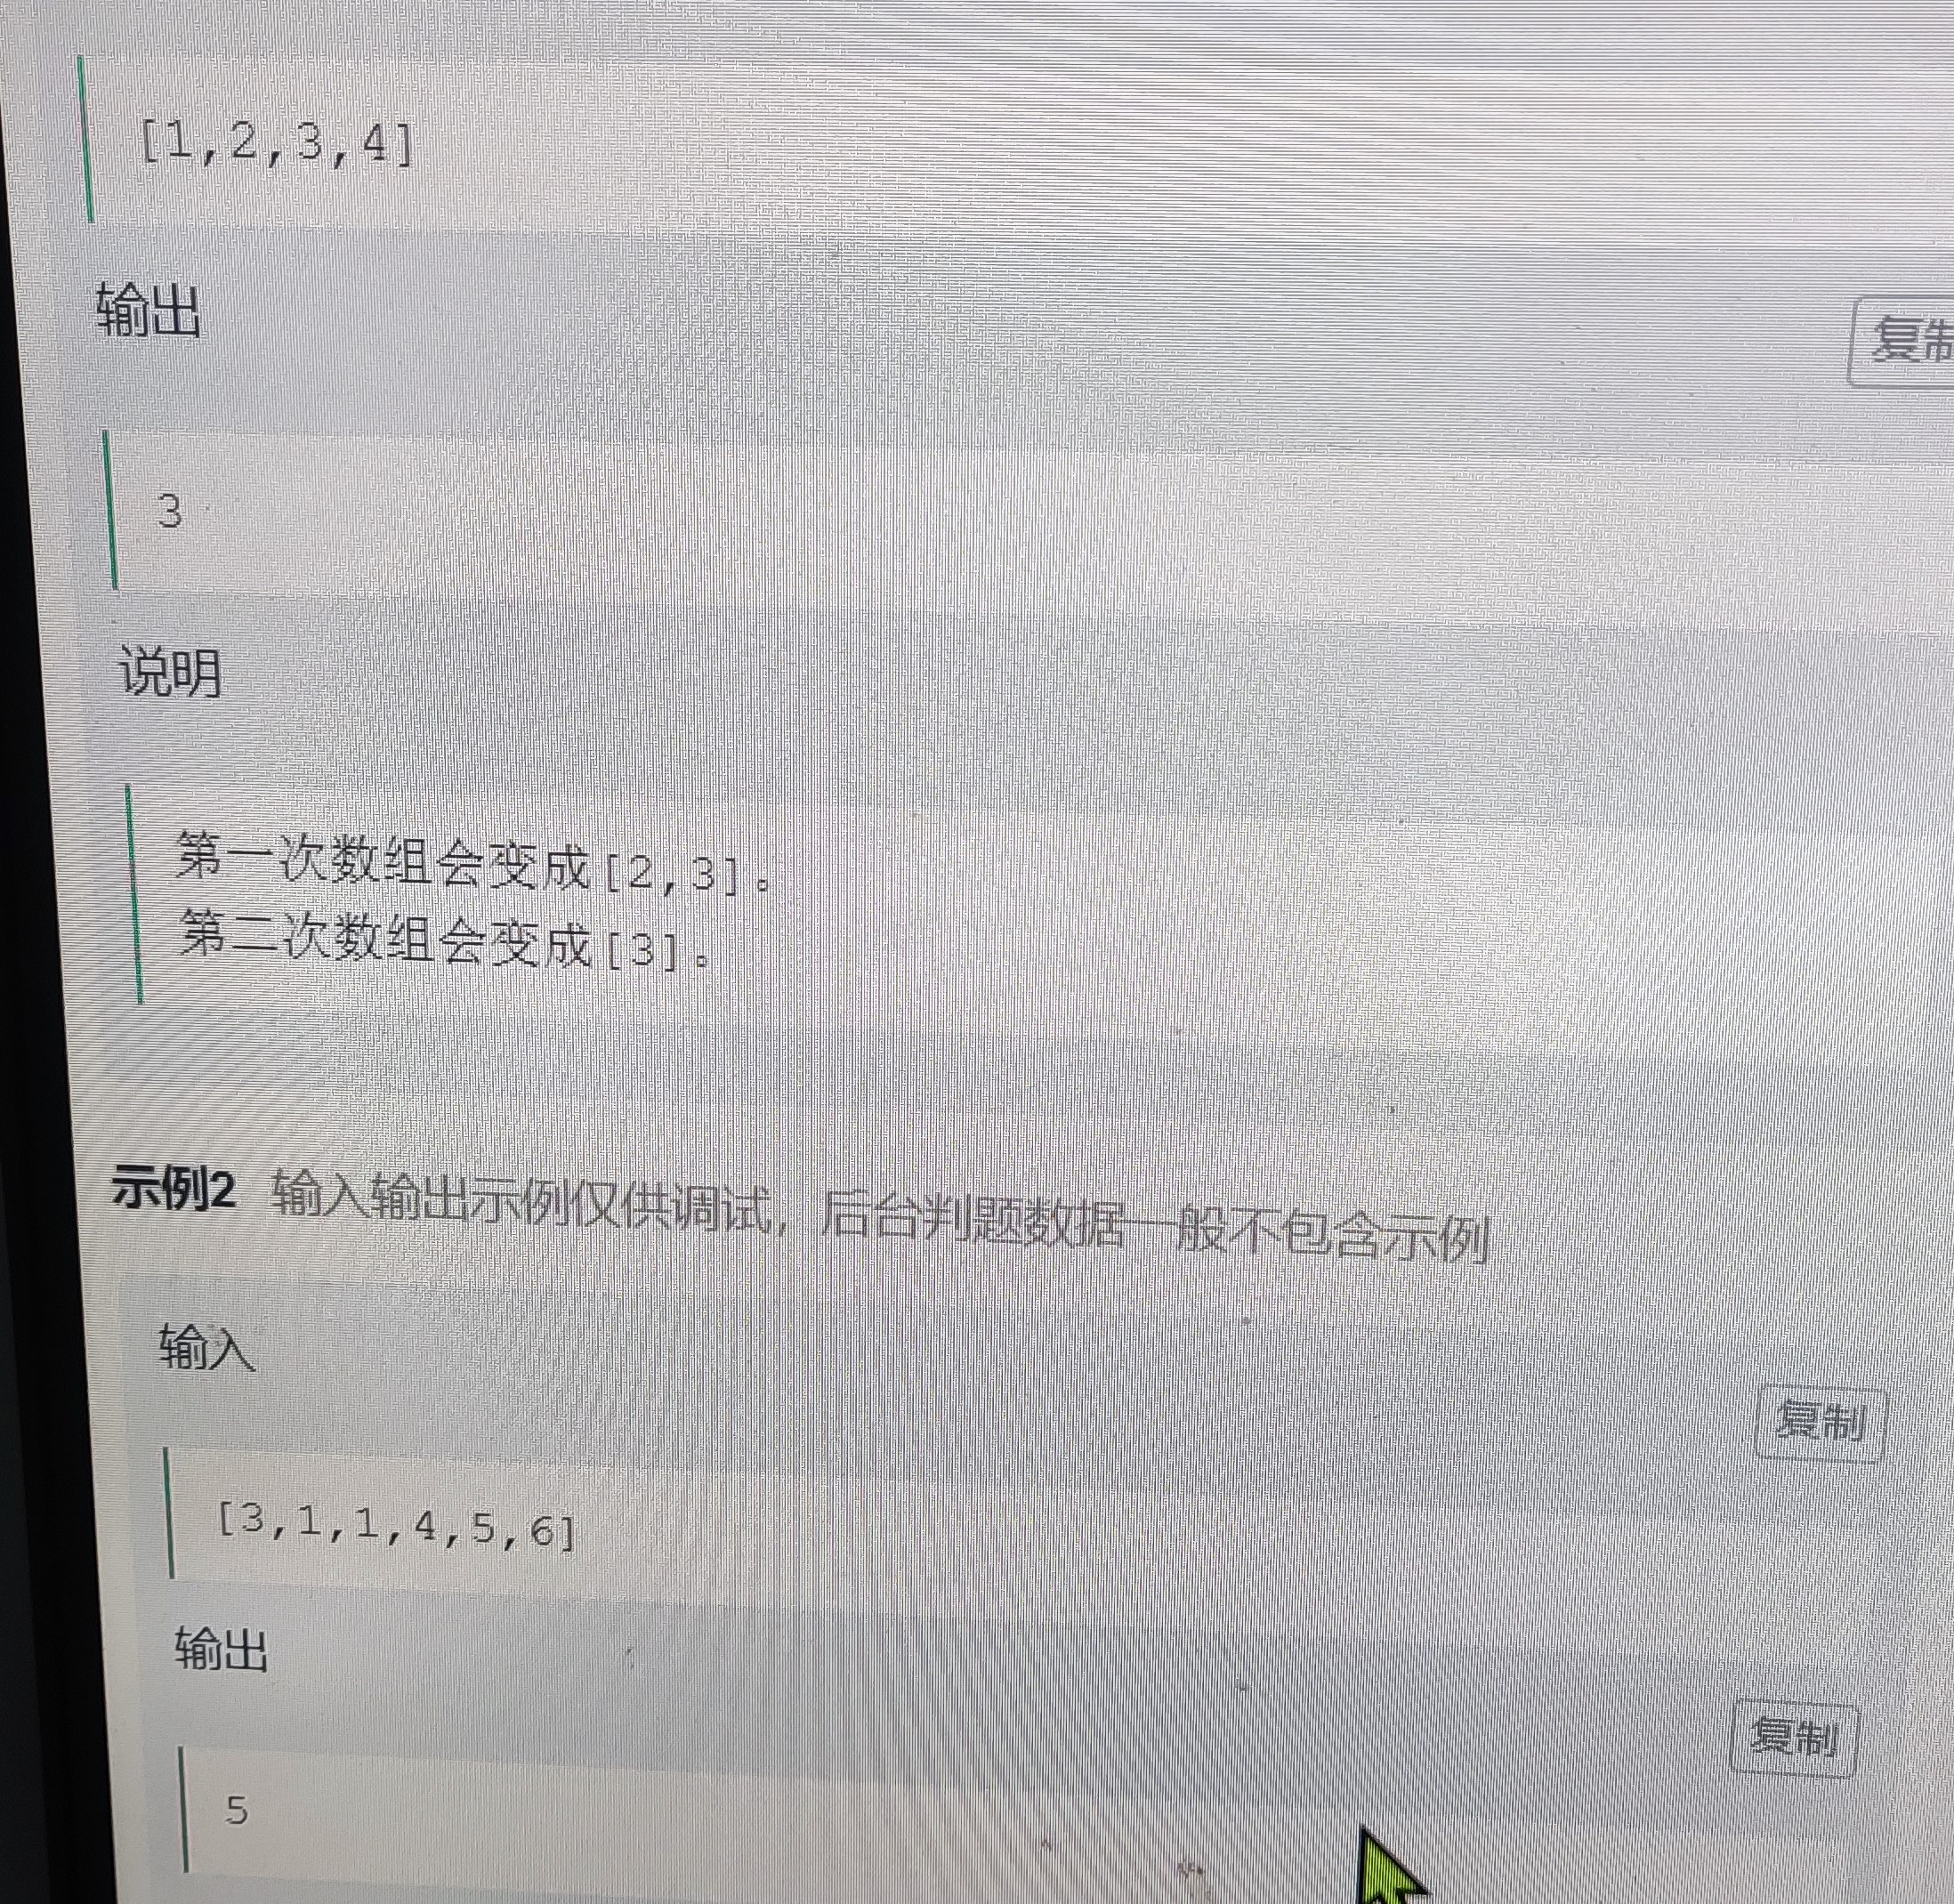 [1,2,3,4]
输出
复制
3
说明
第一次数组会变成[2,3]。
第二次数组会变成[3]。
示例2 输入输出示例仅供调试，后台判题数据一般不包含示例
输入
复制
[3,1,1,4,5,6]
输出
复制
5